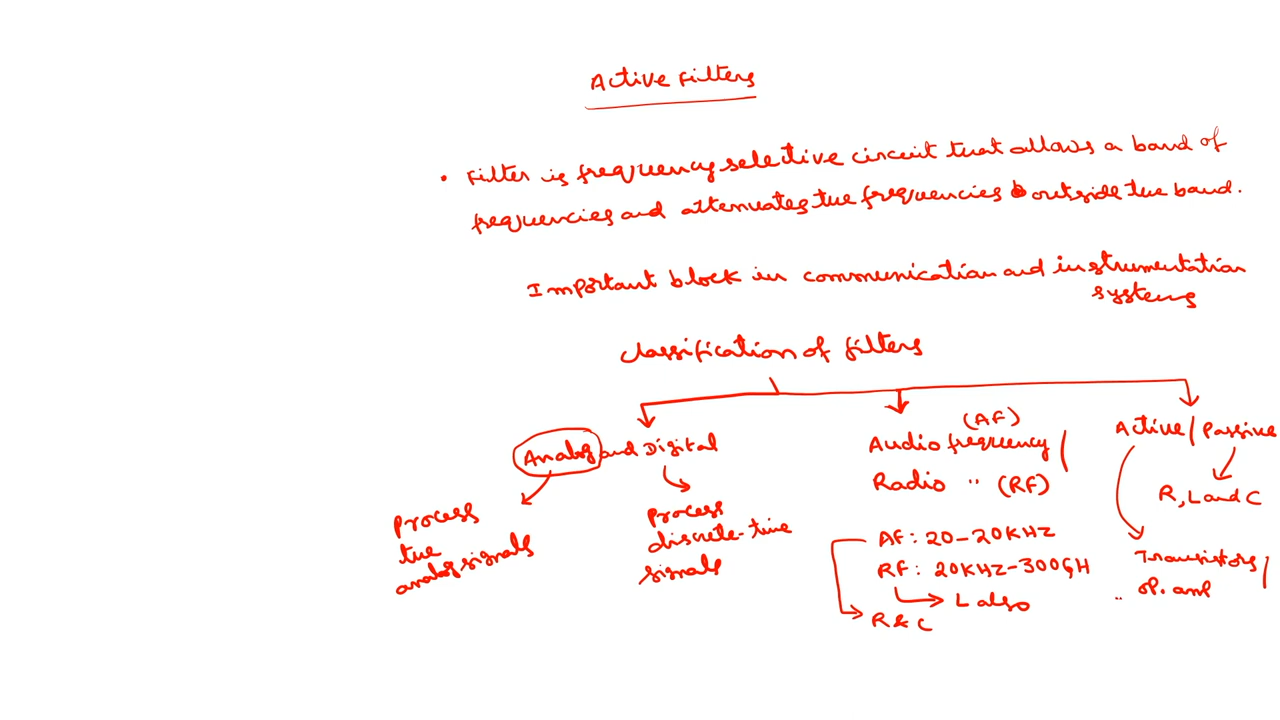 Active Filters
• Filter is frequency selective circuit that allows a band of
frequencies and attenuates the frequencies outside the band.
Important block in communication and instrumentation
systems
Classification of filters
Analog and Digital
Process
the
analog signals
Process
discrete-time
signals
(AF)
Audio frequency /
Radio " (RF)
AF: 20-20KHZ
RF: 20KHZ-300GH
L also
R & C
Active/Passive
R, L and C
Transistors/
op. amp